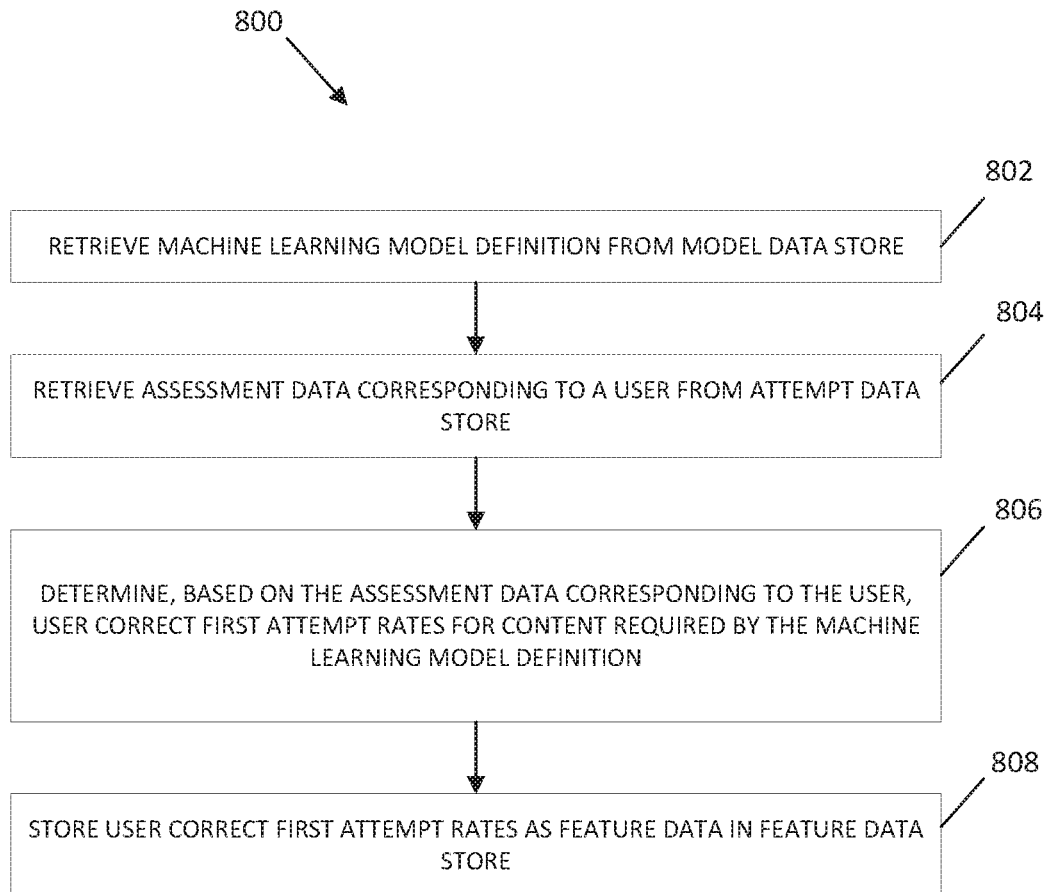 800
802
RETRIEVE MACHINE LEARNING MODEL DEFINITION FROM MODEL DATA STORE
804
RETRIEVE ASSESSMENT DATA CORRESPONDING TO A USER FROM ATTEMPT DATA
STORE
806
DETERMINE, BASED ON THE ASSESSMENT DATA CORRESPONDING TO THE USER,
USER CORRECT FIRST ATTEMPT RATES FOR CONTENT REQUIRED BY THE MACHINE
LEARNING MODEL DEFINITION
808
STORE USER CORRECT FIRST ATTEMPT RATES AS FEATURE DATA IN FEATURE DATA
STORE